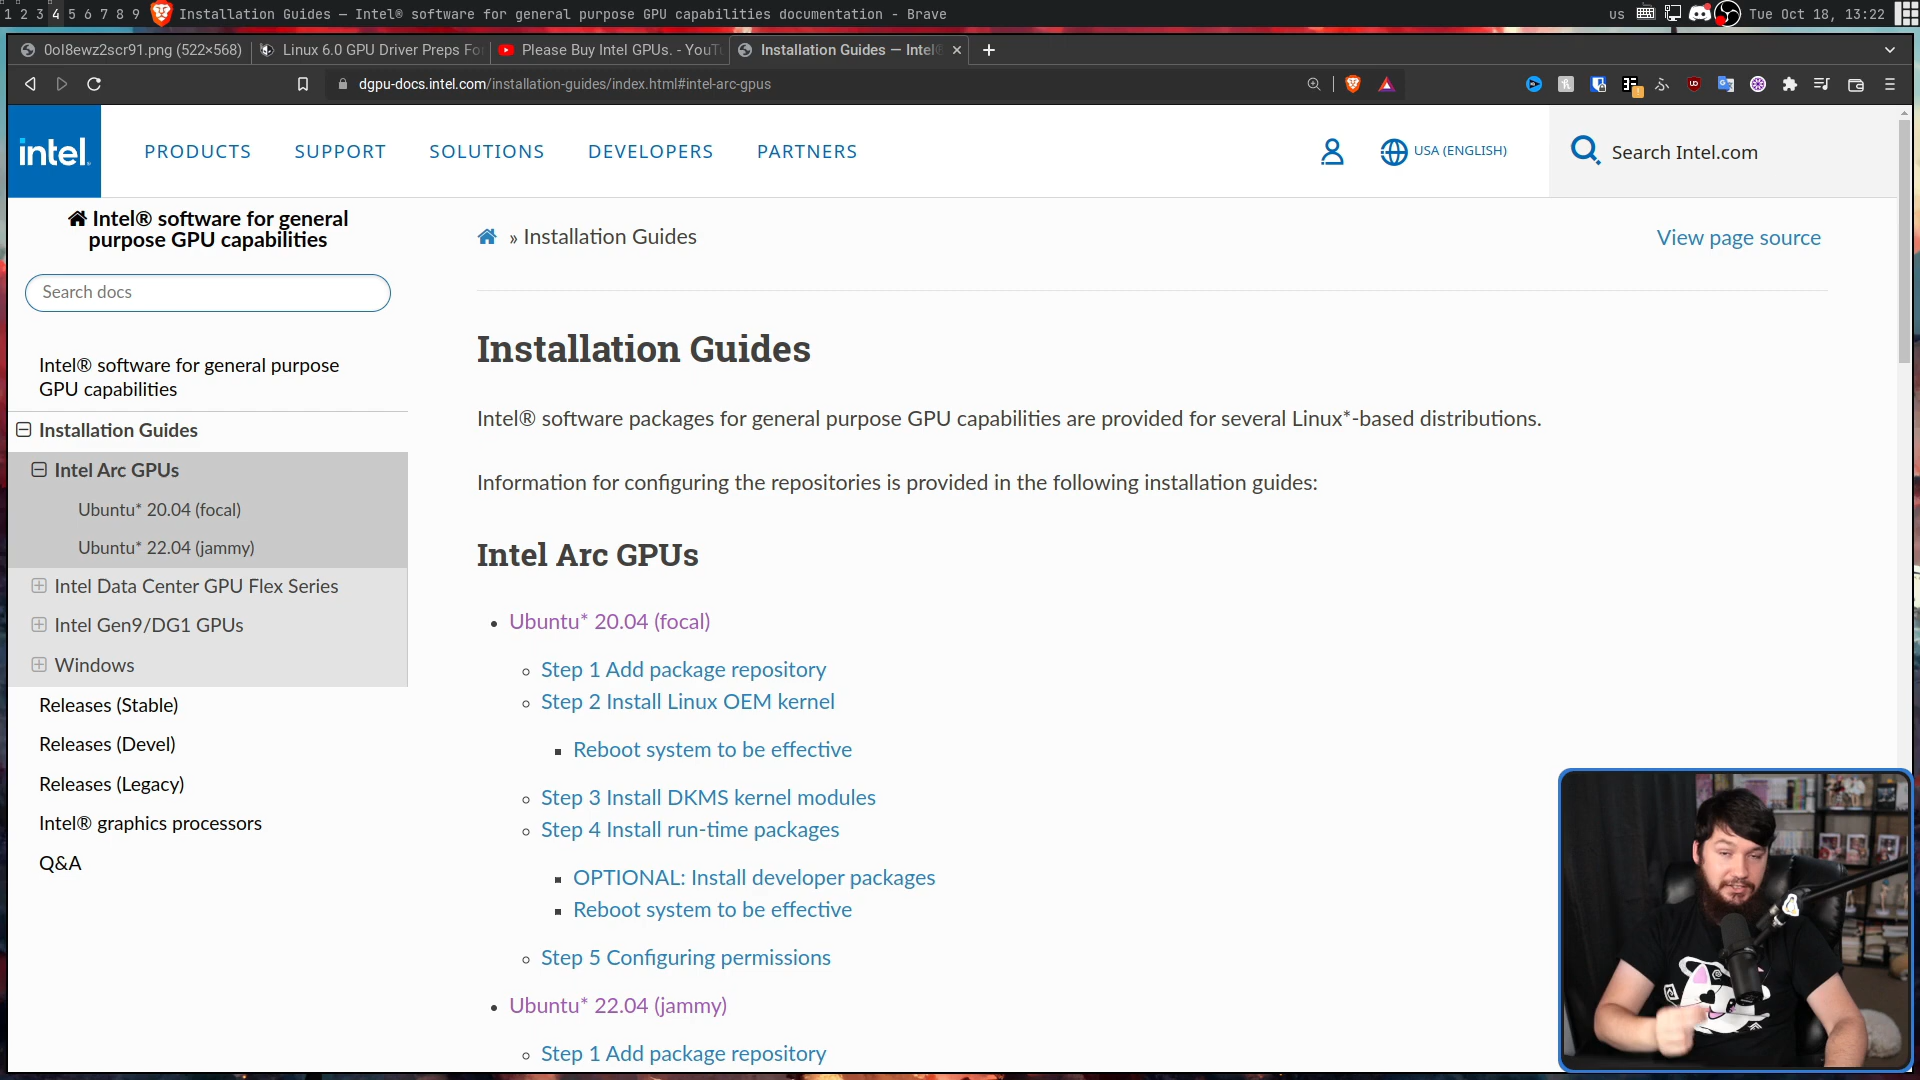 1 2 3 4 5 6 7 8 9 Installation Guides — Intel® software for general purpose GPU capabilities documentation - Brave us Tue Oct 18, 13:22
0ol8ewz2scr91.png (522×568) Linux 6.0 GPU Driver Preps Fo Please Buy Intel GPUs. - YouTu Installation Guides — Intel®
dgpu-docs.intel.com/installation-guides/index.html#intel-arc-gpus
intel. PRODUCTS SUPPORT SOLUTIONS DEVELOPERS PARTNERS USA (ENGLISH) Search Intel.com
Intel® software for general
purpose GPU capabilities
Search docs
Intel® software for general purpose
GPU capabilities
Installation Guides
Intel Arc GPUs
Ubuntu* 20.04 (focal)
Ubuntu* 22.04 (jammy)
Intel Data Center GPU Flex Series
Intel Gen9/DG1 GPUs
Windows
Releases (Stable)
Releases (Devel)
Releases (Legacy)
Intel® graphics processors
Q&A
» Installation Guides
View page source
Installation Guides
Intel® software packages for general purpose GPU capabilities are provided for several Linux*-based distributions.
Information for configuring the repositories is provided in the following installation guides:
Intel Arc GPUs
• Ubuntu* 20.04 (focal)
Step 1 Add package repository
Step 2 Install Linux OEM kernel
Reboot system to be effective
Step 3 Install DKMS kernel modules
Step 4 Install run-time packages
OPTIONAL: Install developer packages
Reboot system to be effective
Step 5 Configuring permissions
• Ubuntu* 22.04 (jammy)
Step 1 Add package repository